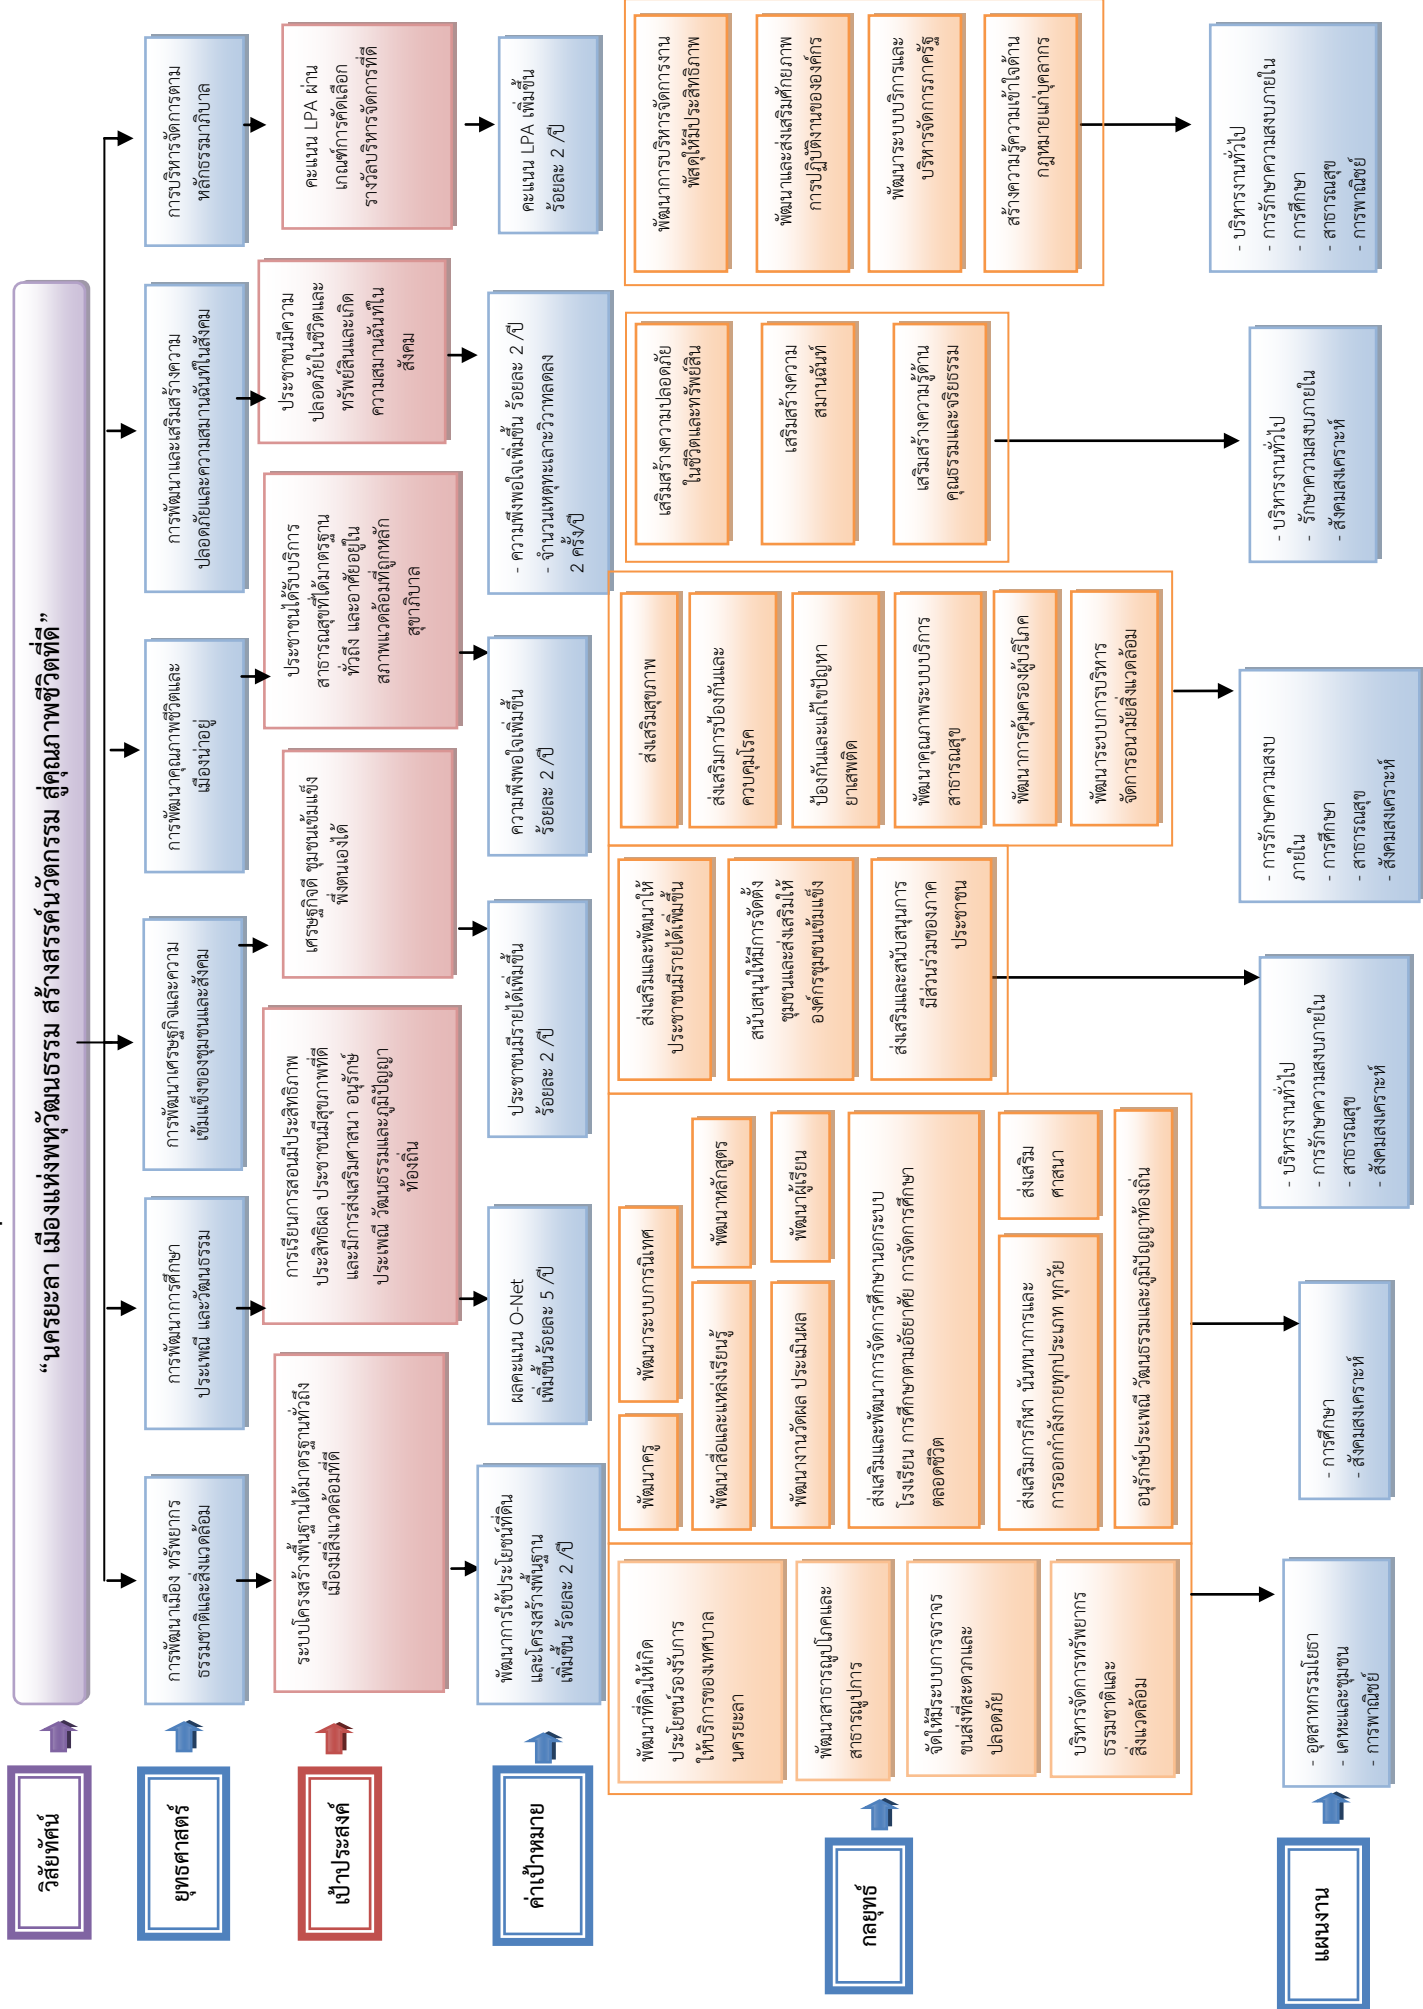 วิสัยทัศน์
“นครยะลา เมืองแห่งพหุวัฒนธรรม สร้างสรรค์นวัตกรรม สู่คุณภาพชีวิตที่ดี”
ยุทธศาสตร์
การพัฒนาเมือง ทรัพยากร
ธรรมชาติและสิ่งแวดล้อม
การพัฒนาการศึกษา
ประเพณี และวัฒนธรรม
การพัฒนาเศรษฐกิจและความ
เข้มแข็งของชุมชนและสังคม
การพัฒนาคุณภาพชีวิตและ
เมืองน่าอยู่
การพัฒนาและเสริมสร้างความ
ปลอดภัยและความสมานฉันท์ในสังคม
การบริหารจัดการตาม
หลักธรรมาภิบาล
เป้าประสงค์
ระบบโครงสร้างพื้นฐานได้มาตรฐานทั่วถึง
เมืองมีสิ่งแวดล้อมที่ดี
การเรียนการสอนมีประสิทธิภาพ
ประสิทธิผล ประชาชนมีสุขภาพที่ดี
และมีการส่งเสริมศาสนา อนุรักษ์
ประเพณี วัฒนธรรมและภูมิปัญญา
ท้องถิ่น
เศรษฐกิจดี ชุมชนเข้มแข็ง
พึ่งตนเองได้
ประชาชนได้รับบริการ
สาธารณสุขที่ได้มาตรฐาน
ทั่วถึง และอาศัยอยู่ใน
สภาพแวดล้อมที่ถูกหลัก
สุขาภิบาล
ประชาชนมีความ
ปลอดภัยในชีวิตและ
ทรัพย์สินและเกิด
ความสมานฉันท์ใน
สังคม
คะแนน LPA ผ่าน
เกณฑ์การคัดเลือก
รางวัลบริหารจัดการที่ดี
ค่าเป้าหมาย
พัฒนาการใช้ประโยชน์ที่ดิน
และโครงสร้างพื้นฐาน
เพิ่มขึ้น ร้อยละ 2 /ปี
ผลคะแนน O-Net
เพิ่มขึ้นร้อยละ 5 /ปี
ประชาชนมีรายได้เพิ่มขึ้น
ร้อยละ 2 /ปี
ความพึงพอใจเพิ่มขึ้น
ร้อยละ 2 /ปี
- ความพึงพอใจเพิ่มขึ้น ร้อยละ 2 /ปี
- จำนวนเหตุทะเลาะวิวาทลดลง
2 ครั้ง/ปี
คะแนน LPA เพิ่มขึ้น
ร้อยละ 2 /ปี
กลยุทธ์
พัฒนาที่ดินให้เกิด
ประโยชน์รองรับการ
ให้บริการของเทศบาล
นครยะลา
พัฒนาสาธารณูปโภคและ
สาธารณูปการ
จัดให้มีระบบการจราจร
ขนส่งที่สะดวกและ
ปลอดภัย
บริหารจัดการทรัพยากร
ธรรมชาติและ
สิ่งแวดล้อม
พัฒนาครู
พัฒนาระบบการนิเทศ
พัฒนาสื่อและแหล่งเรียนรู้
พัฒนาหลักสูตร
พัฒนางานวัดผล ประเมินผล
พัฒนาผู้เรียน
ส่งเสริมและพัฒนาการจัดการศึกษานอกระบบ
โรงเรียน การศึกษาตามอัธยาศัย การจัดการศึกษา
ตลอดชีวิต
ส่งเสริมการกีฬา นันทนาการและ
การออกกำลังกายทุกประเภท ทุกวัย
ส่งเสริม
ศาสนา
อนุรักษ์ประเพณี วัฒนธรรมและภูมิปัญญาท้องถิ่น
ส่งเสริมและพัฒนาให้
ประชาชนมีรายได้เพิ่มขึ้น
สนับสนุนให้มีการจัดตั้ง
ชุมชนและส่งเสริมให้
องค์กรชุมชนเข้มแข็ง
ส่งเสริมและสนับสนุนการ
มีส่วนร่วมของภาค
ประชาชน
ส่งเสริมสุขภาพ
ส่งเสริมการป้องกันและ
ควบคุมโรค
ป้องกันและแก้ไขปัญหา
ยาเสพติด
พัฒนาคุณภาพระบบบริการ
สาธารณสุข
พัฒนาการคุ้มครองผู้บริโภค
พัฒนาระบบการบริหาร
จัดการอนามัยสิ่งแวดล้อม
เสริมสร้างความปลอดภัย
ในชีวิตและทรัพย์สิน
เสริมสร้างความ
สมานฉันท์
เสริมสร้างความรู้ด้าน
คุณธรรมและจริยธรรม
พัฒนาการบริหารจัดการงาน
พัสดุให้มีประสิทธิภาพ
พัฒนาและส่งเสริมศักยภาพ
การปฏิบัติงานขององค์กร
พัฒนาระบบบริการและ
บริหารจัดการภาครัฐ
สร้างความรู้ความเข้าใจด้าน
กฎหมายแก่บุคลากร
แผนงาน
- อุตสาหกรรมโยธา
- เคหะและชุมชน
- การพาณิชย์
- การศึกษา
- สังคมสงเคราะห์
- บริหารงานทั่วไป
- การรักษาความสงบภายใน
- สาธารณสุข
- สังคมสงเคราะห์
- การรักษาความสงบ
ภายใน
- การศึกษา
- สาธารณสุข
- สังคมสงเคราะห์
- บริหารงานทั่วไป
- รักษาความสงบภายใน
- สังคมสงเคราะห์
- บริหารงานทั่วไป
- การรักษาความสงบภายใน
- การศึกษา
- สาธารณสุข
- การพาณิชย์